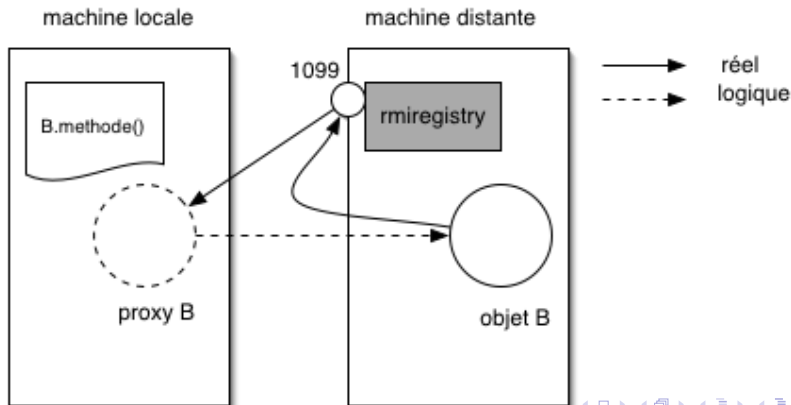 machine locale
machine distante
1099
réel
logique
B.methode()
rmiregistry
proxy B
objet B